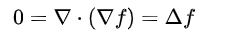 0 = ∇ · (∇f) = Δf